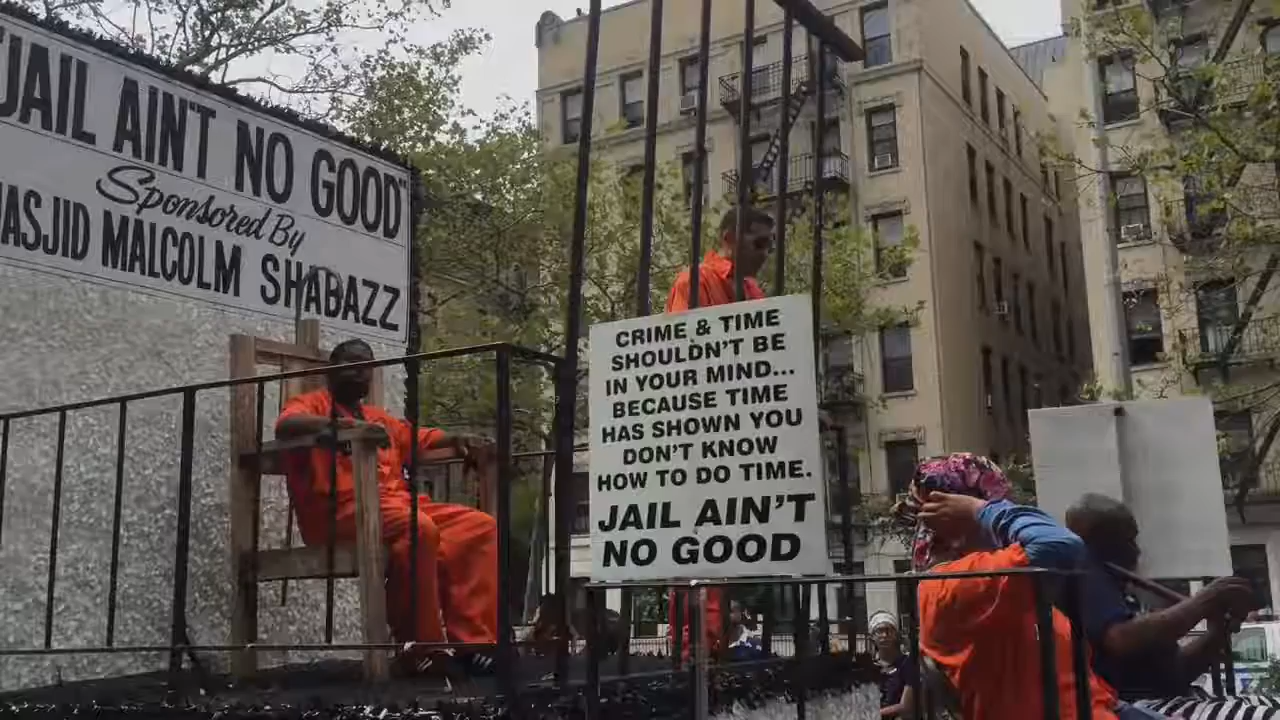 "JAIL AIN'T NO GOOD"
Sponsored By
MASJID MALCOLM SHABAZZ
CRIME & TIME
SHOULDN'T BE
IN YOUR MIND...
BECAUSE TIME
HAS SHOWN YOU
DON'T KNOW
HOW TO DO TIME.
JAIL AIN'T
NO GOOD